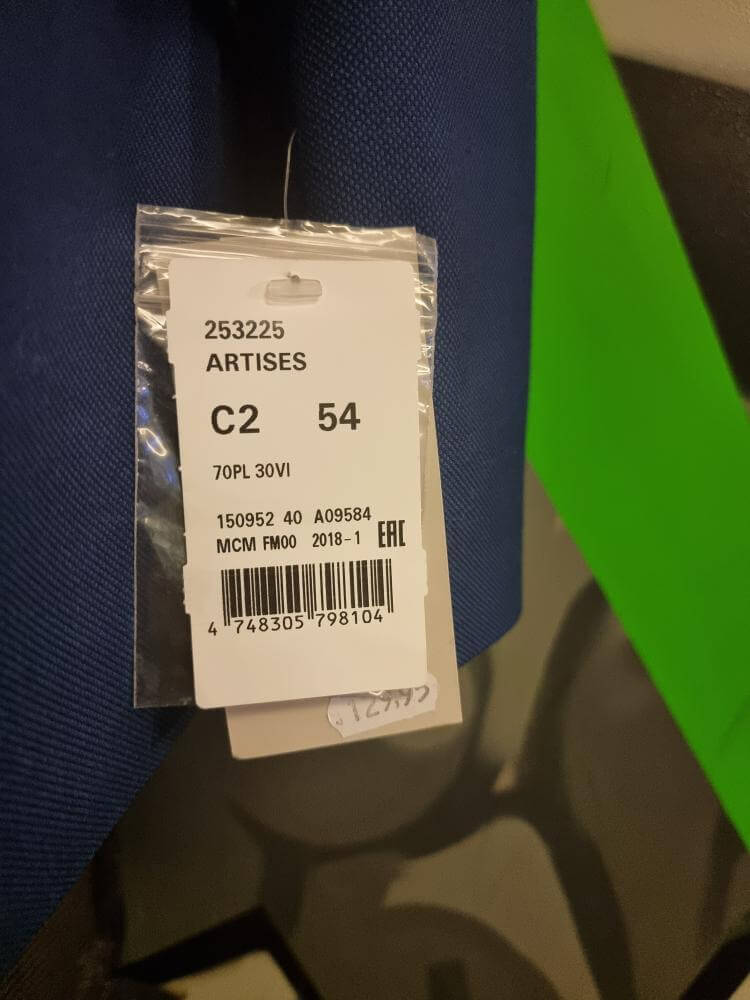 253225
ARTISES
C2 54
70PL 30VI
150952 40 A09584
MCM FM00 2018-1 EAC
4 748305 798104